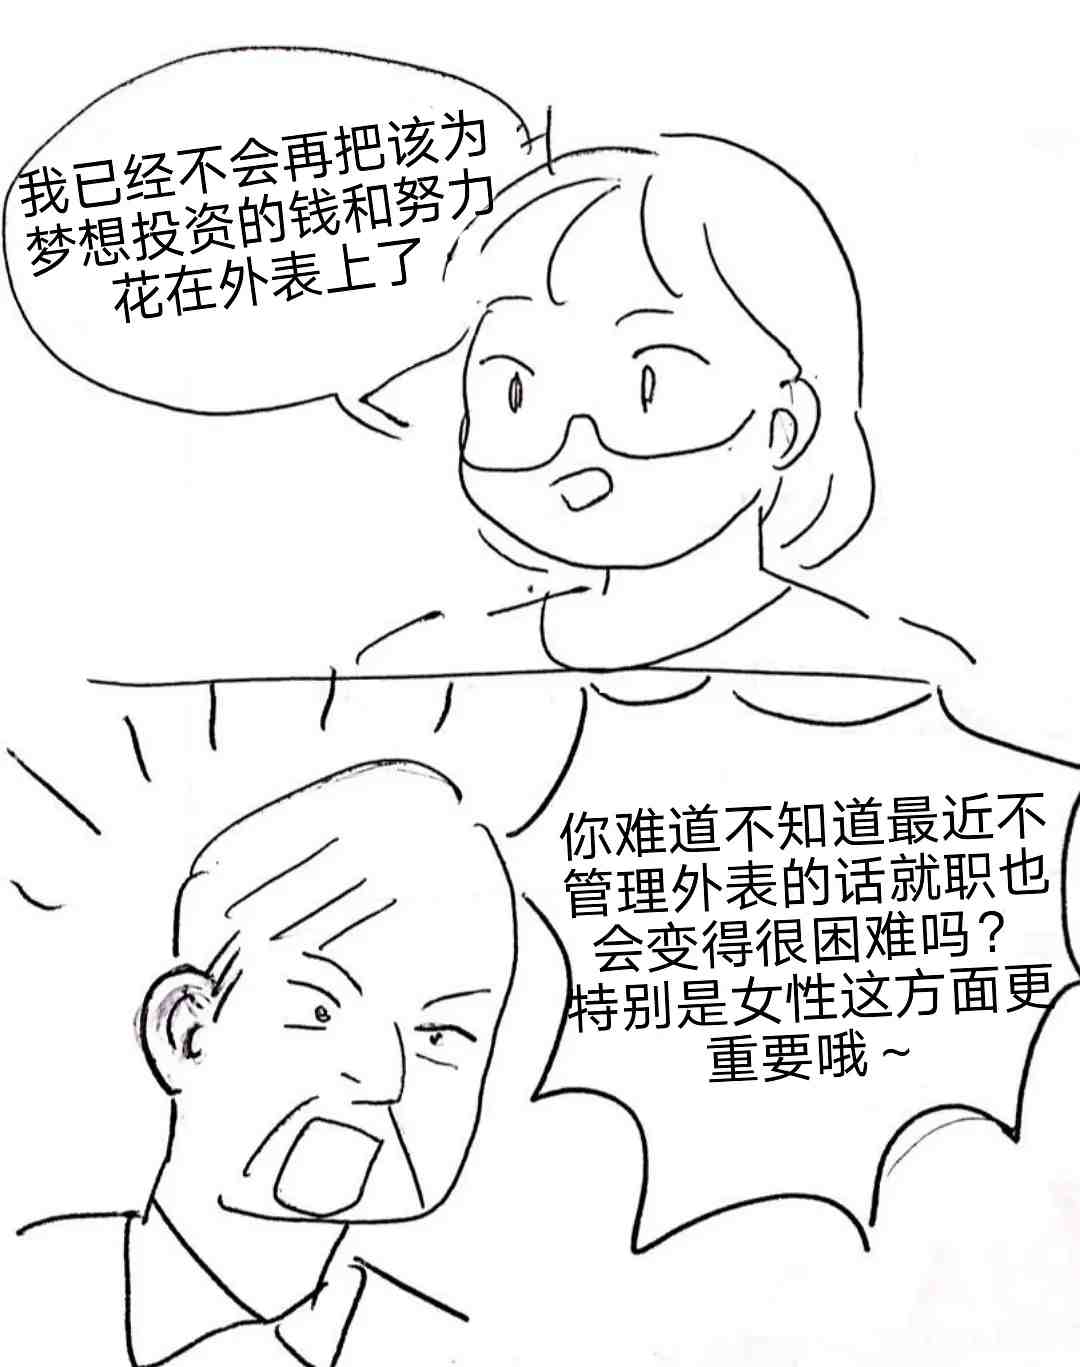 我已经不会再把该为
梦想投资的钱和努力
花在外表上了
你难道不知道最近不
管理外表的话就职也
会变得很困难吗？
特别是女性这方面更
重要哦～